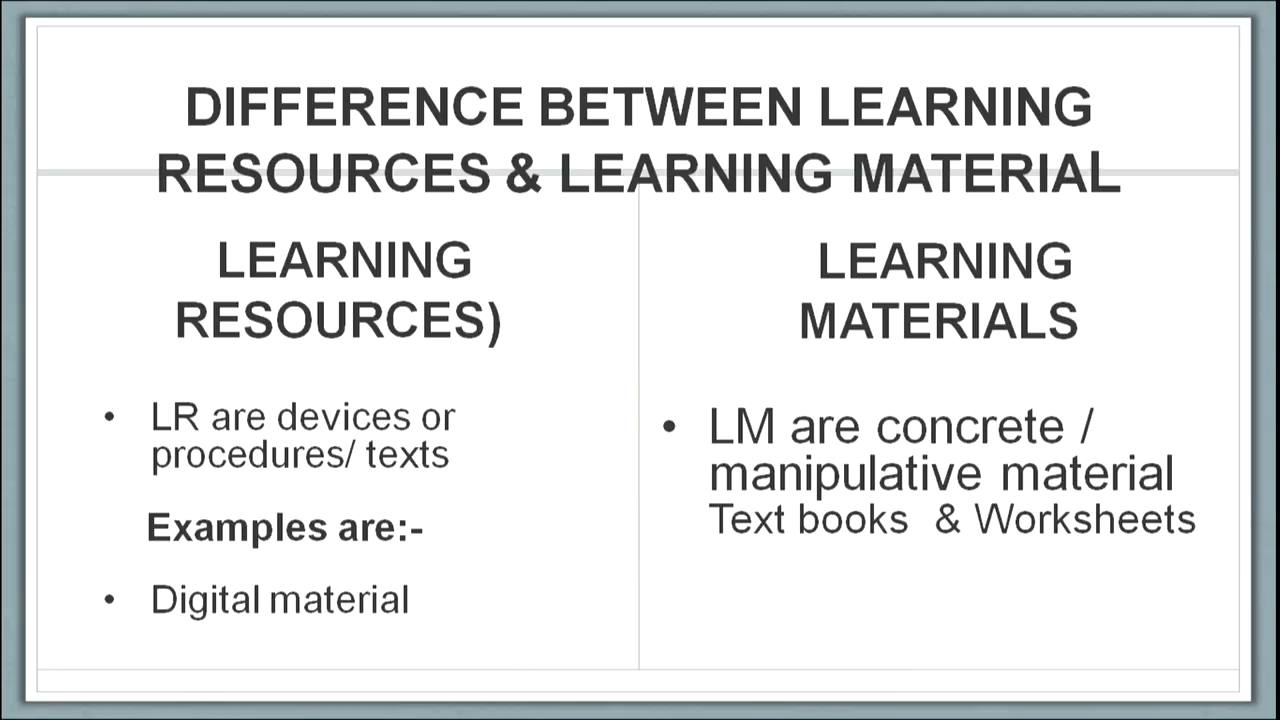 DIFFERENCE BETWEEN LEARNING
RESOURCES & LEARNING MATERIAL
LEARNING
RESOURCES)
• LR are devices or
procedures/ texts
Examples are:-
• Digital material
LEARNING
MATERIALS
• LM are concrete /
manipulative material
Text books & Worksheets